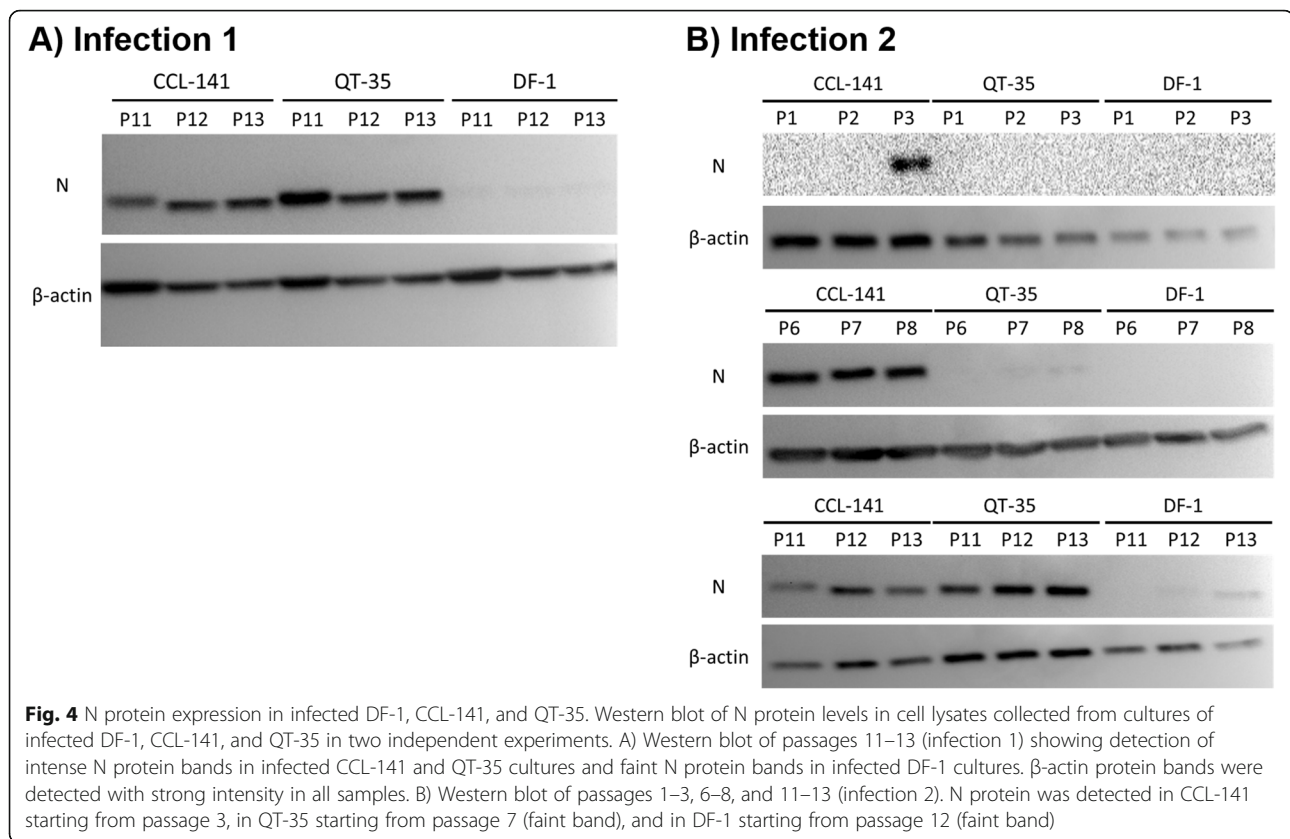 A) Infection 1
CCL-141 QT-35 DF-1
P11 P12 P13 P11 P12 P13 P11 P12 P13
N
β-actin
B) Infection 2
CCL-141 QT-35 DF-1
P1 P2 P3 P1 P2 P3 P1 P2 P3
N
β-actin
CCL-141 QT-35 DF-1
P6 P7 P8 P6 P7 P8 P6 P7 P8
N
β-actin
CCL-141 QT-35 DF-1
P11 P12 P13 P11 P12 P13 P11 P12 P13
N
β-actin
Fig. 4 N protein expression in infected DF-1, CCL-141, and QT-35. Western blot of N protein levels in cell lysates collected from cultures of
infected DF-1, CCL-141, and QT-35 in two independent experiments. A) Western blot of passages 11–13 (infection 1) showing detection of
intense N protein bands in infected CCL-141 and QT-35 cultures and faint N protein bands in infected DF-1 cultures. β-actin protein bands were
detected with strong intensity in all samples. B) Western blot of passages 1–3, 6–8, and 11–13 (infection 2). N protein was detected in CCL-141
starting from passage 3, in QT-35 starting from passage 7 (faint band), and in DF-1 starting from passage 12 (faint band)